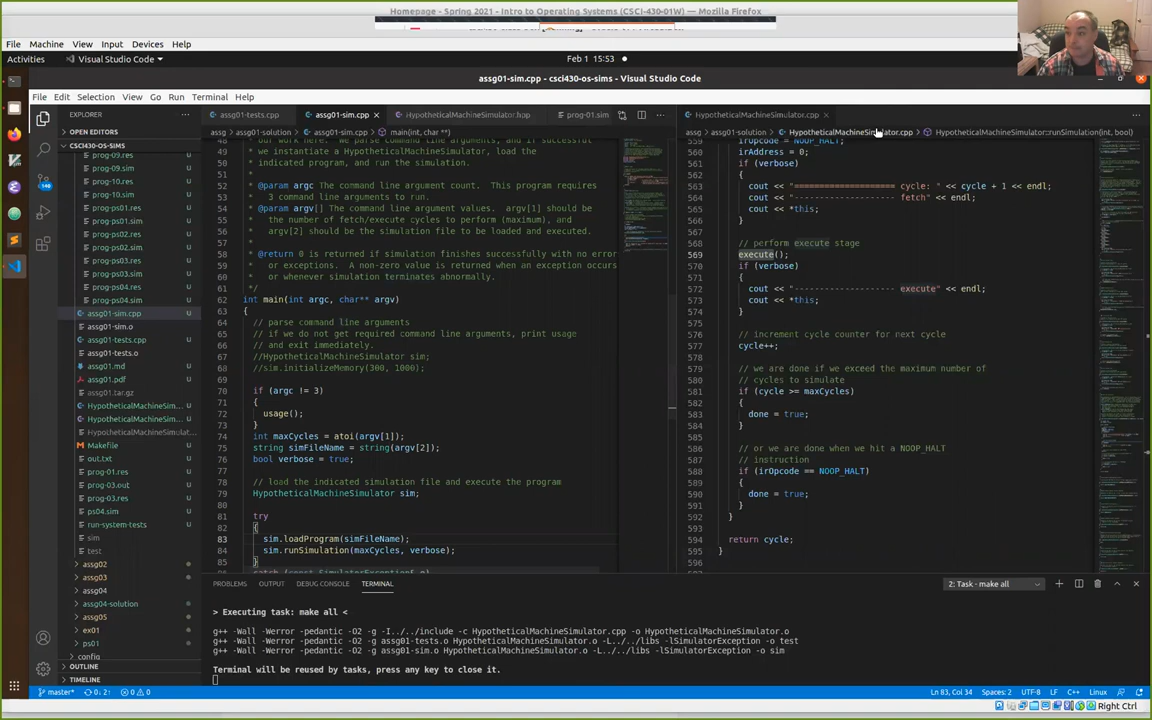 Homepage - Spring 2021 - Intro to Operating Systems (CSCI-430-01W) — Mozilla Firefox
File Machine View Input Devices Help
Activities Visual Studio Code Feb 1 15:53
assg01-sim.cpp - csci430-os-sims - Visual Studio Code
File Edit Selection View Go Run Terminal Help
EXPLORER
OPEN EDITORS
CSCI430-OS-SIMS
prog-09.res U
prog-09.sim U
prog-10.res U
prog-10.sim U
prog-ps01.res U
prog-ps01.sim U
prog-ps02.res U
prog-ps02.sim U
prog-ps03.res U
prog-ps03.sim U
prog-ps04.res U
prog-ps04.sim U
assg01-sim.cpp U
assg01-sim.o U
assg01-tests.cpp U
assg01-tests.o U
assg01.md U
assg01.pdf U
assg01.tar.gz
HypotheticalMachineSim... U
HypotheticalMachineSim... U
HypotheticalMachineSimulat...
Makefile U
out.txt U
prog-01.res U
prog-03.out U
prog-03.res U
ps04.sim U
run-system-tests U
sim
test
assg02
assg03
assg04
assg04-solution
assg05
ex01
ps01
config
OUTLINE
TIMELINE
assg01-tests.cpp assg01-sim.cpp HypotheticalMachineSimulator.hpp prog-01.sim
assg assg01-solution assg01-sim.cpp main(int, char **)
48 our work here. We parse command line arguments, and if successful
49 we instantiate a HypotheticalMachineSimulator, load the
50 indicated program, and run the simulation.
51 *
52 * @param argc The command line argument count. This program requires
53 * 3 command line arguments to run.
54 * @param argv[] The command line argument values. argv[1] should be
55 * the number of fetch/execute cycles to perform (maximum), and
56 * argv[2] should be the simulation file to be loaded and executed.
57 *
58 * @return 0 is returned if simulation finishes successfully with no error
59 * or exceptions. A non-zero value is returned when an exception occurs
60 * or whenever simulation terminates abnormally.
61 */
62 int main(int argc, char** argv)
63 {
64 // parse command line arguments
65 // if we do not get required command line arguments, print usage
66 // and exit immediately.
67 //HypotheticalMachineSimulator sim;
68 //sim.initializeMemory(300, 1000);
69
70 if (argc != 3)
71 {
72 usage();
73 }
74 int maxCycles = atoi(argv[1]);
75 string simFileName = string(argv[2]);
76 bool verbose = true;
77
78 // load the indicated simulation file and execute the program
79 HypotheticalMachineSimulator sim;
80
81 try
82 {
83 sim.loadProgram(simFileName);
84 sim.runSimulation(maxCycles, verbose);
85 }
HypotheticalMachineSimulator.cpp
assg assg01-solution HypotheticalMachineSimulator.cpp HypotheticalMachineSimulator::runSimulation(int, bool)
559 irOpcode = NOOP_HALT;
560 irAddress = 0;
561 if (verbose)
562 {
563 cout << "===================== cycle: " << cycle + 1 << endl;
564 cout << "--------------------- fetch" << endl;
565 cout << *this;
566 }
567
568 // perform execute stage
569 execute();
570 if (verbose)
571 {
572 cout << "--------------------- execute" << endl;
573 cout << *this;
574 }
575
576 // increment cycle counter for next cycle
577 cycle++;
578
579 // we are done if we exceed the maximum number of
580 // cycles to simulate
581 if (cycle >= maxCycles)
582 {
583 done = true;
584 }
585
586 // or we are done when we hit a NOOP_HALT
587 // instruction
588 if (irOpcode == NOOP_HALT)
589 {
590 done = true;
591 }
592 }
593
594 return cycle;
595 }
596
PROBLEMS OUTPUT DEBUG CONSOLE TERMINAL 2: Task - make all
> Executing task: make all <
g++ -Wall -Werror -pedantic -O2 -g -I../../include -c HypotheticalMachineSimulator.cpp -o HypotheticalMachineSimulator.o
g++ -Wall -Werror -pedantic -O2 -g assg01-tests.o HypotheticalMachineSimulator.o -L../../libs -lSimulatorException -o test
g++ -Wall -Werror -pedantic -O2 -g assg01-sim.o HypotheticalMachineSimulator.o -L../../libs -lSimulatorException -o sim
Terminal will be reused by tasks, press any key to close it.
master* 0↓ 2↑ 0 0 Ln 83, Col 34 Spaces: 2 UTF-8 LF C++ Linux
Right Ctrl